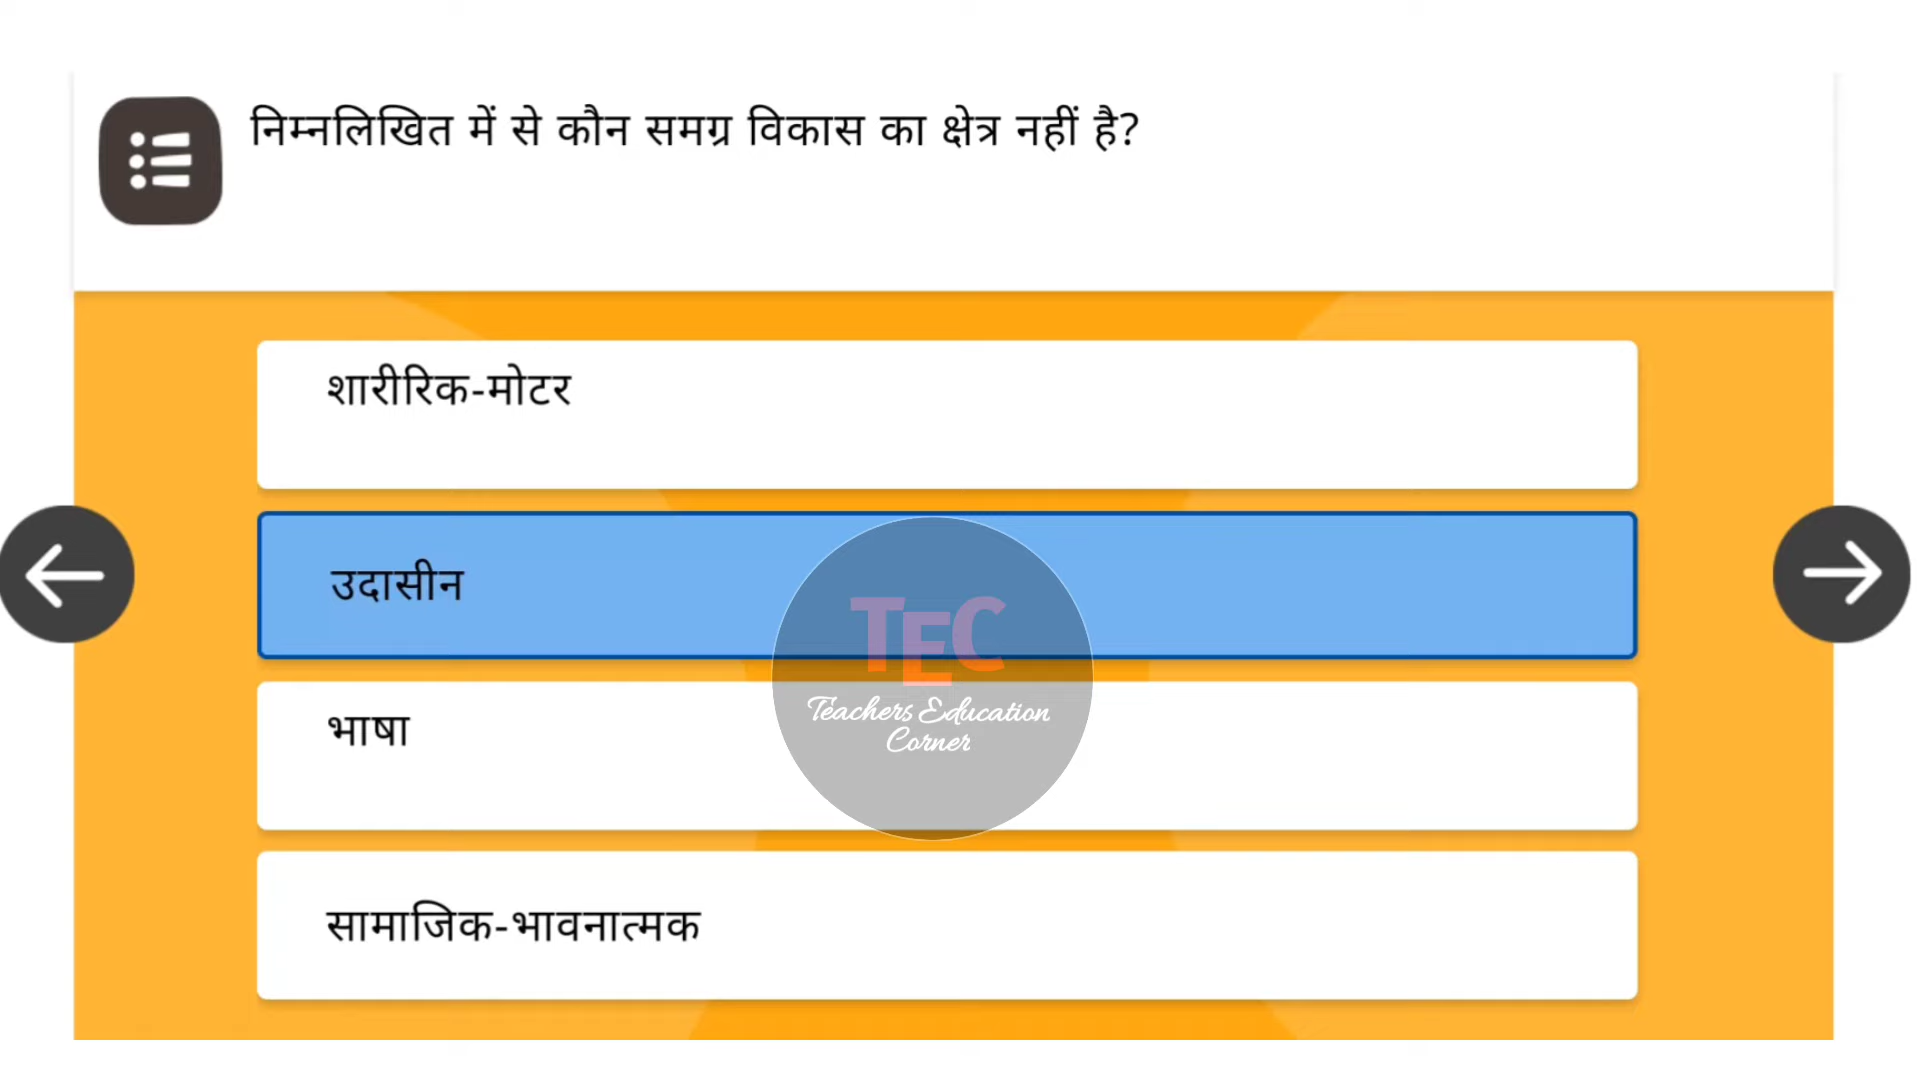 निम्नलिखित में से कौन समग्र विकास का क्षेत्र नहीं है?
शारीरिक-मोटर
उदासीन
भाषा
सामाजिक-भावनात्मक
TEC
Teachers Education
Corner